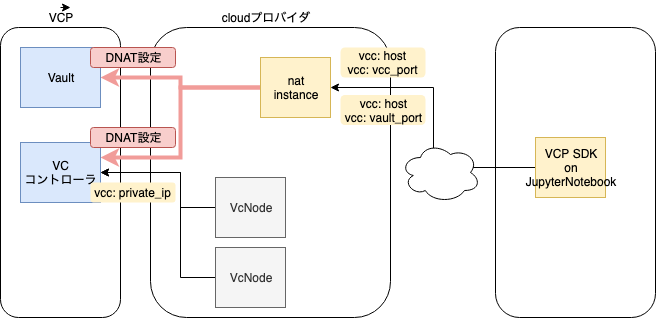 VCP
cloudプロバイダ
DNAT設定
Vault
nat
instance
vcc: host
vcc: vcc_port
vcc: host
vcc: vault_port
DNAT設定
VC
コントローラ
vcc: private_ip
VcNode
VcNode
VCP SDK
on
JupyterNotebook